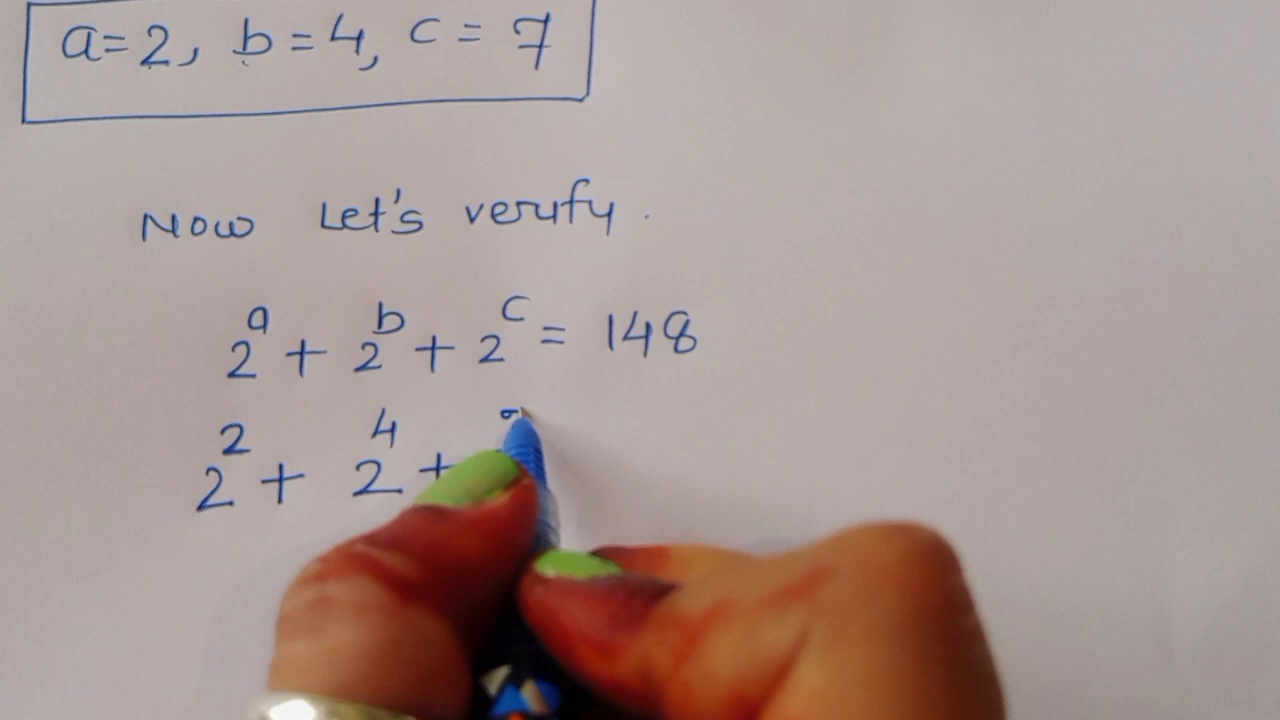 a=2, b=4, c=7
Now Let's verify.
2^a + 2^b + 2^c = 148
2^2 + 2^4 +